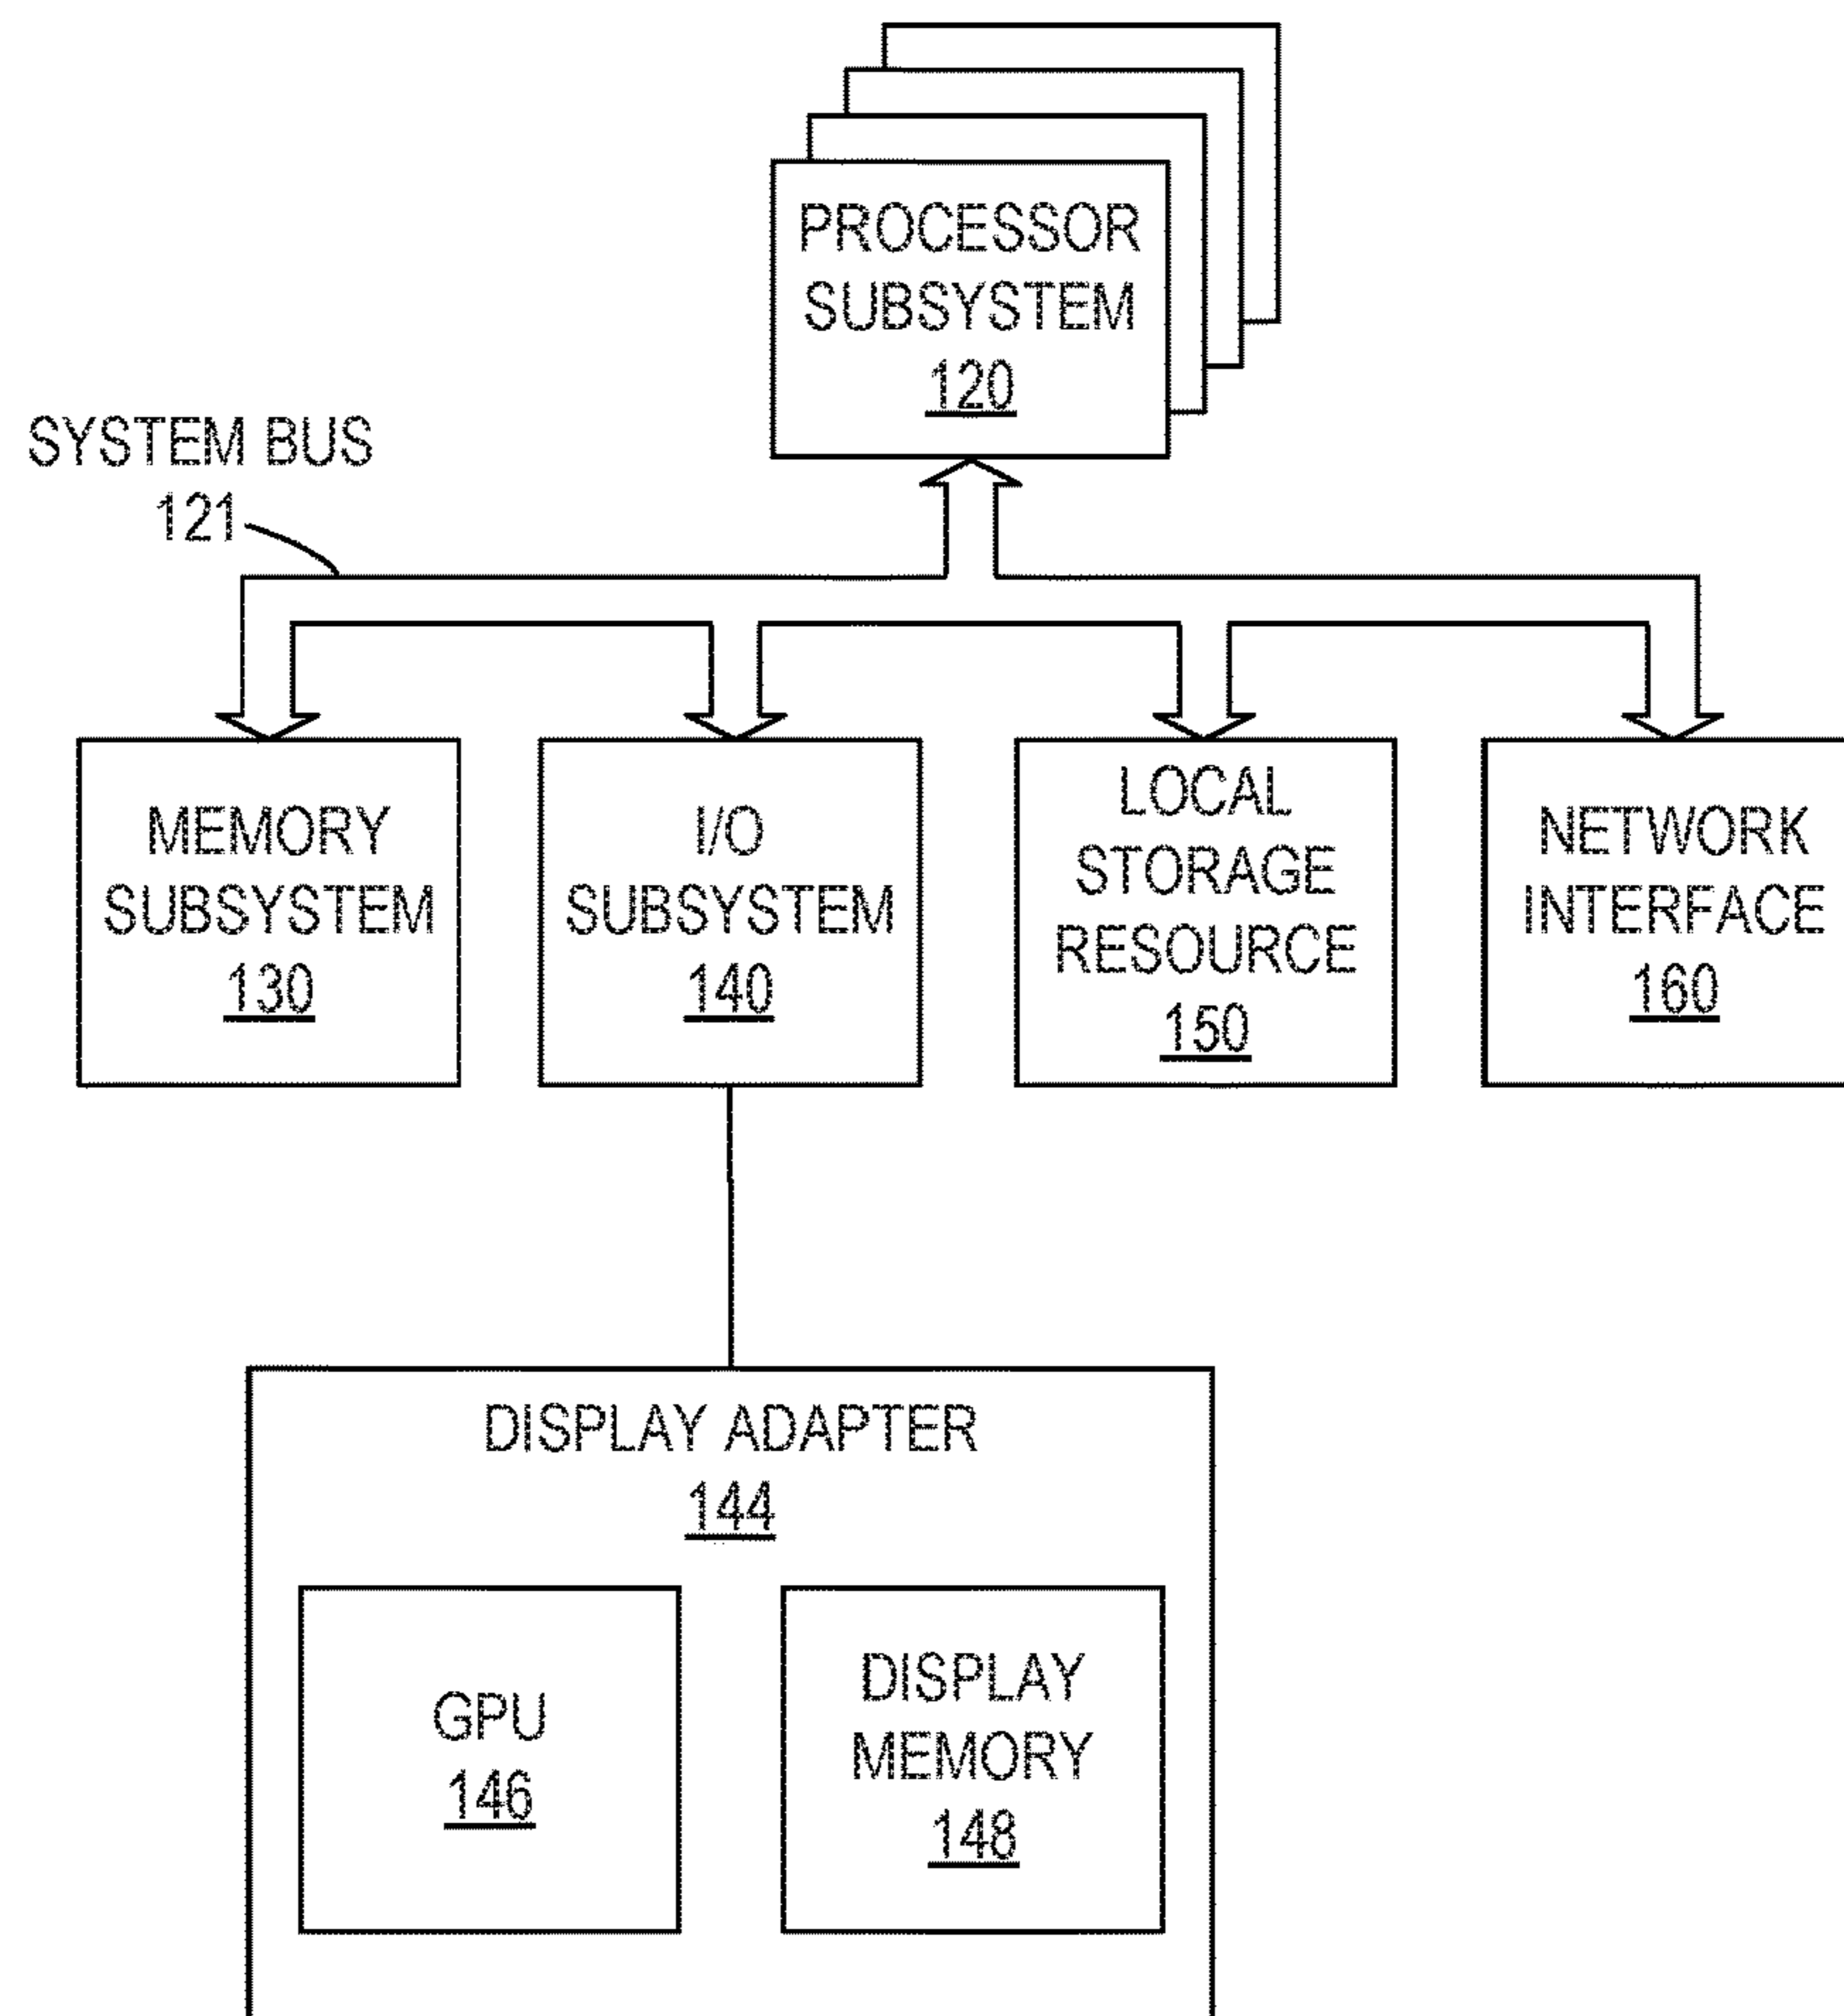 PROCESSOR
SUBSYSTEM
120
SYSTEM BUS
121
MEMORY
SUBSYSTEM
130
I/O
SUBSYSTEM
140
LOCAL
STORAGE
RESOURCE
150
NETWORK
INTERFACE
160
DISPLAY ADAPTER
144
GPU
146
DISPLAY
MEMORY
148